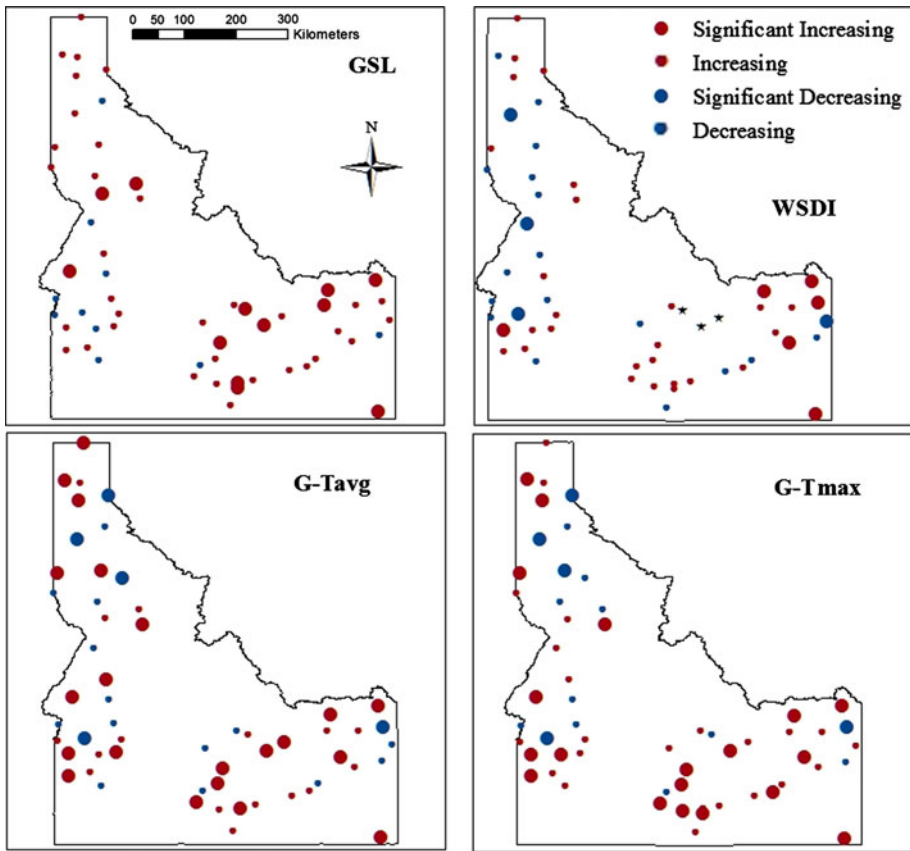 0 50 100 200 300
Kilometers
GSL
N
Significant Increasing
Increasing
Significant Decreasing
Decreasing
WSDI
G-Tavg
G-Tmax